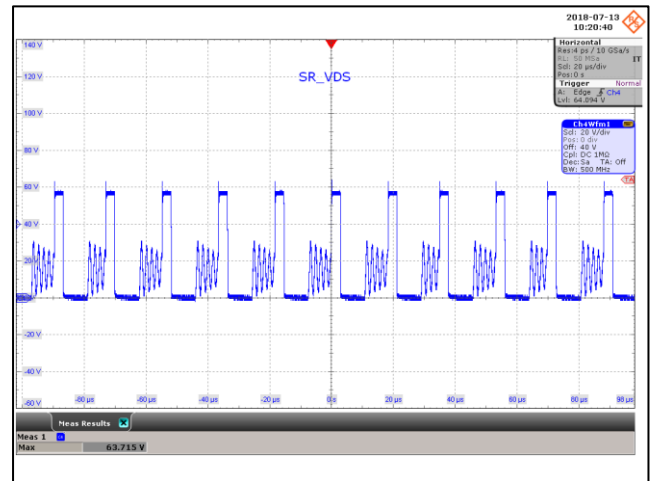 2018-07-13
10:20:40
Horizontal
Res:4 ps / 10 GSa/s
RL: 50 MSa
IT
Scl: 20 µs/div
Pos:0 s
Trigger Normal
A: Edge Ch4
Lvl: 64.894 V
Ch4Wfm1
Scl: 20 V/div
Pos: 0 div
Off: 40 V
Cpl: DC 1MΩ
Dec: Sa TA: Off
BW: 500 MHz
TA
SR_VDS
140 V
120 V
100 V
80 V
60 V
40 V
20 V
-20 V
-40 V
-60 V
-80 µs
-60 µs
-40 µs
-20 µs
0 s
20 µs
40 µs
60 µs
80 µs
98 µs
Meas Results
Meas 1
Max 63.715 V